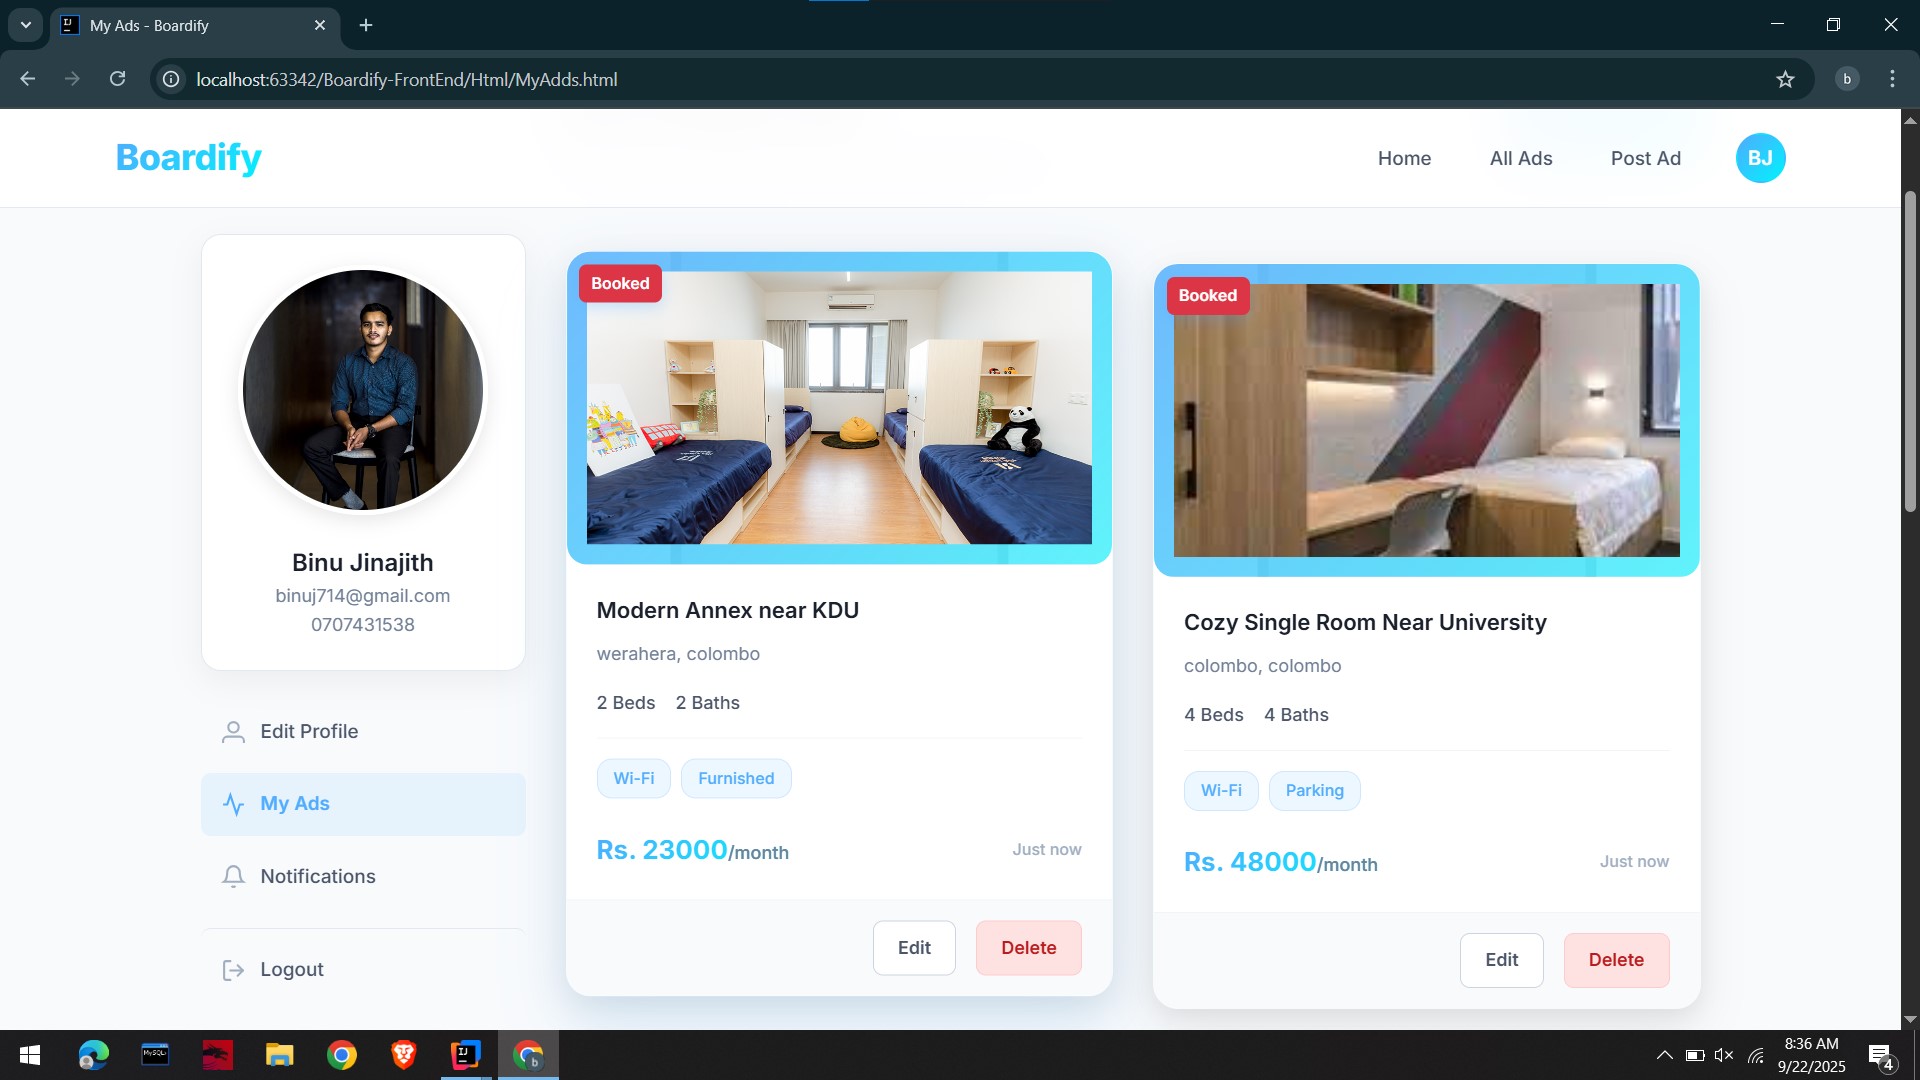 My Ads - Boardify
localhost:63342/Boardify-FrontEnd/Html/MyAdds.html
b
Boardify
Home
All Ads
Post Ad
BJ
Binu Jinajith
binuj714@gmail.com
0707431538
Edit Profile
My Ads
Notifications
Logout
Booked
Modern Annex near KDU
werahera, colombo
2 Beds 2 Baths
Wi-Fi
Furnished
Rs. 23000/month
Just now
Edit
Delete
Booked
Cozy Single Room Near University
colombo, colombo
4 Beds 4 Baths
Wi-Fi
Parking
Rs. 48000/month
Just now
Edit
Delete
8:36 AM
9/22/2025
4